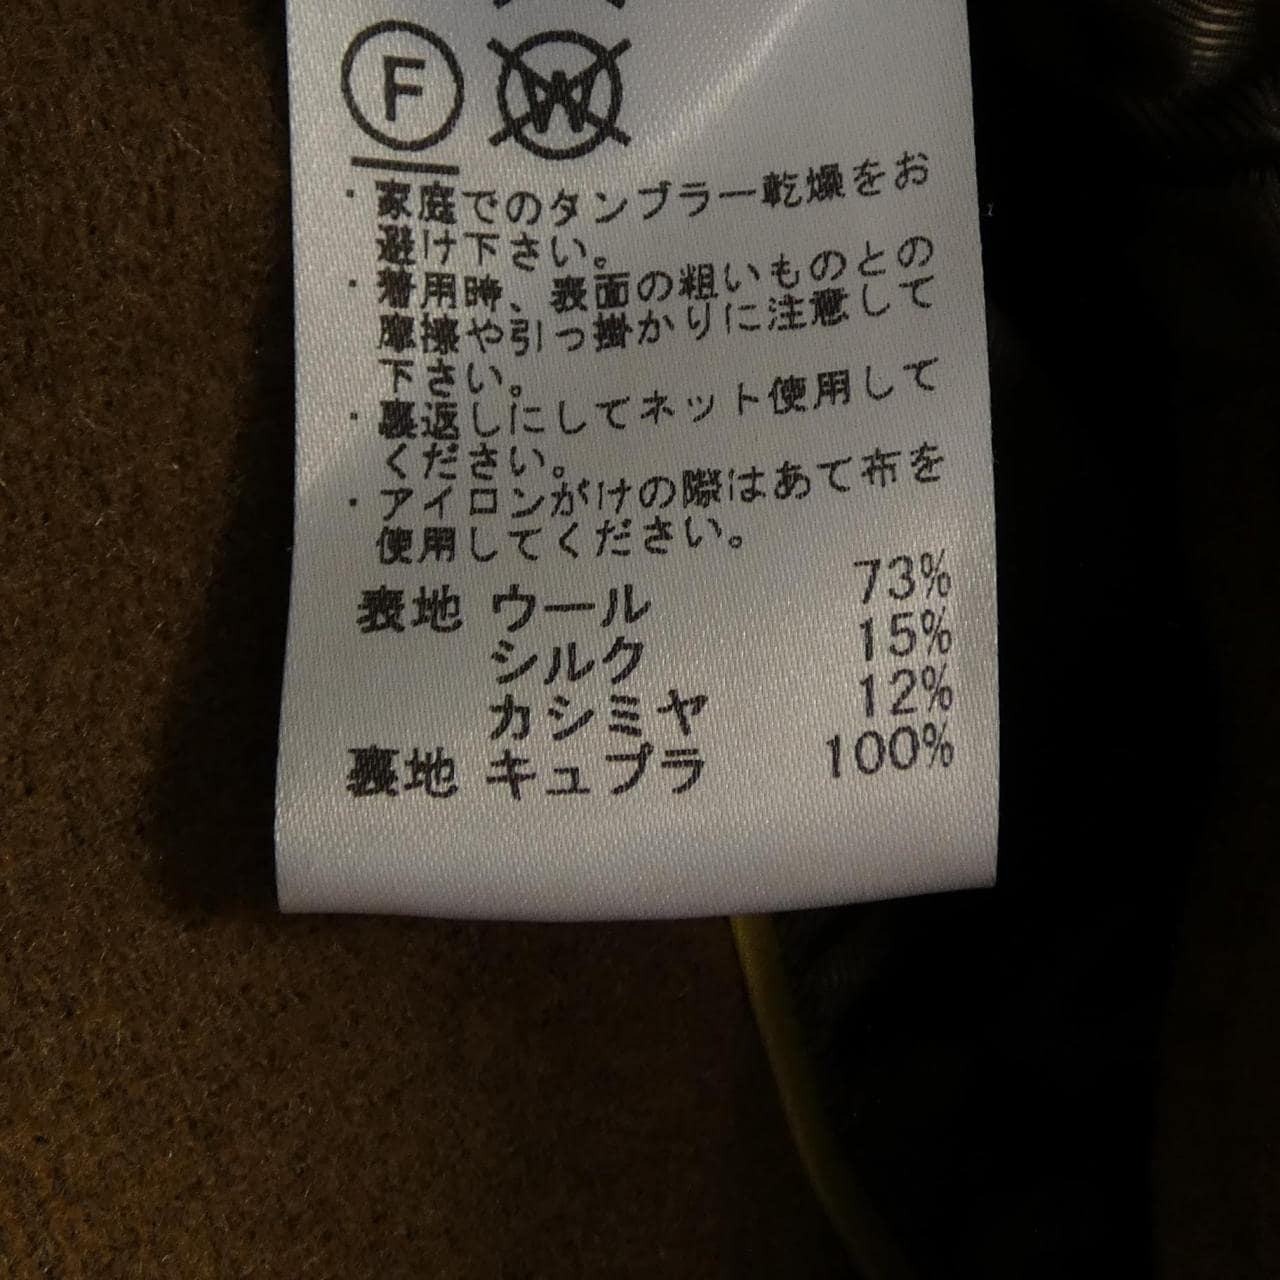 F W
・家庭でのタンブラー乾燥をお
避け下さい。
・着用時、表面の粗いものとの
摩擦や引っ掛かりに注意して
下さい。
・裏返しにしてネット使用して
ください。
・アイロンがけの際はあて布を
使用してください。
表地 ウール 73%
シルク 15%
カシミヤ 12%
裏地 キュプラ 100%